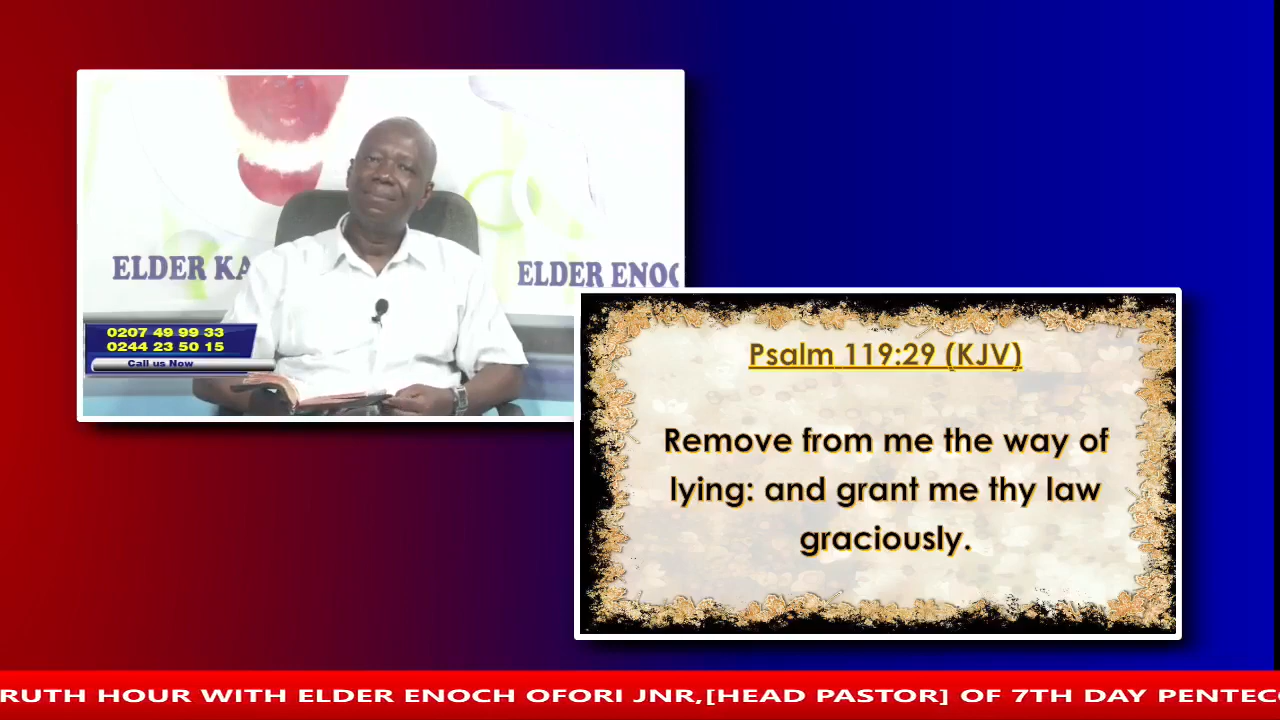 ELDER KA
ELDER ENOC
0207 49 99 33
0244 23 50 15
Call us Now
Psalm 119:29 (KJV)
Remove from me the way of
lying: and grant me thy law
graciously.
RUTH HOUR WITH ELDER ENOCH OFORI JNR,[HEAD PASTOR] OF 7TH DAY PENTEC